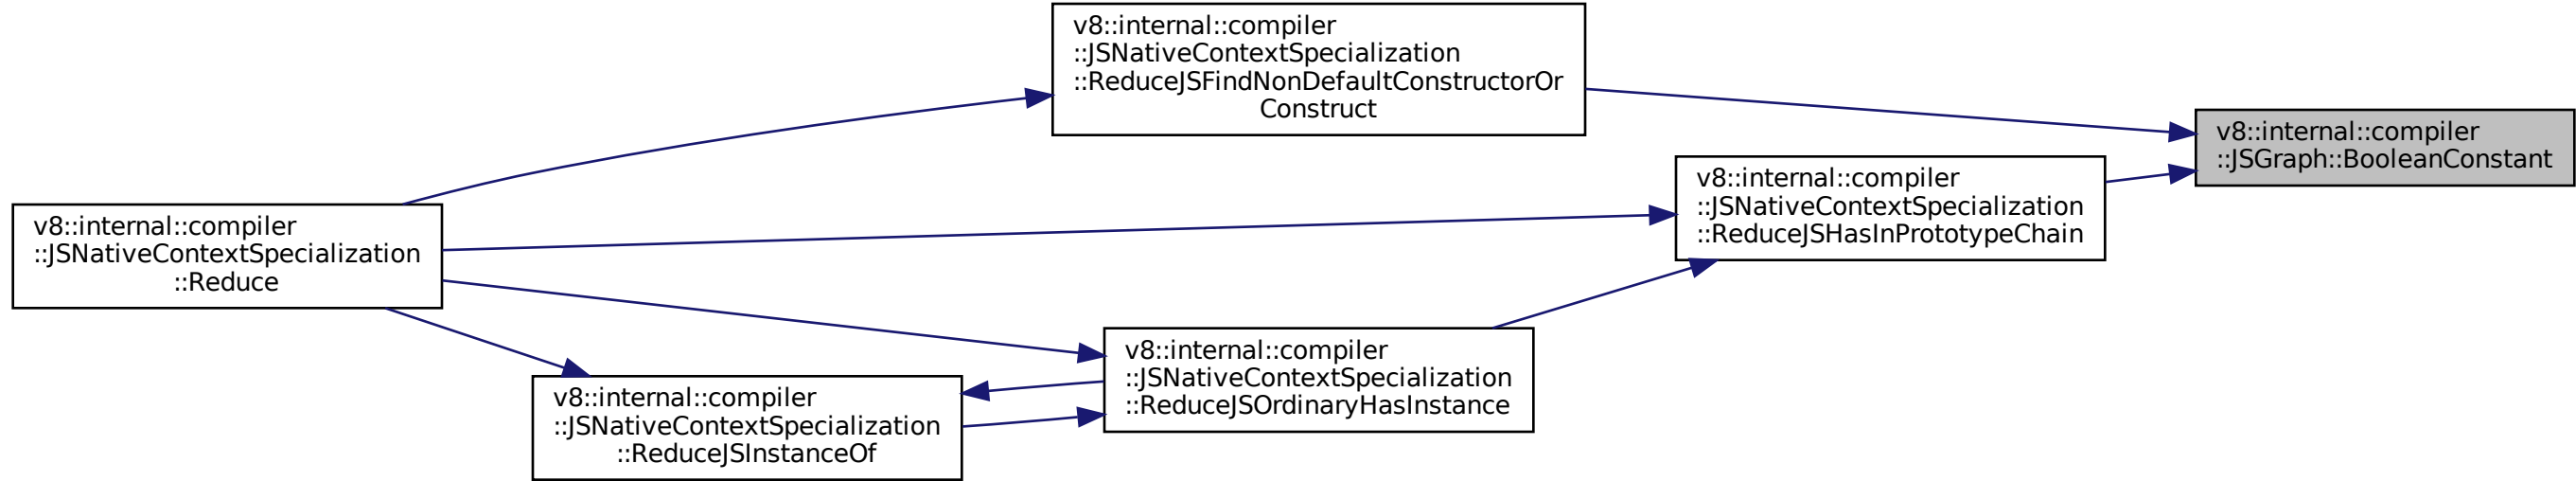 v8::internal::compiler
::JSNativeContextSpecialization
::ReduceJSFindNonDefaultConstructorOr
Construct
v8::internal::compiler
::JSGraph::BooleanConstant
v8::internal::compiler
::JSNativeContextSpecialization
::ReduceJSHasInPrototypeChain
v8::internal::compiler
::JSNativeContextSpecialization
::Reduce
v8::internal::compiler
::JSNativeContextSpecialization
::ReduceJSOrdinaryHasInstance
v8::internal::compiler
::JSNativeContextSpecialization
::ReduceJSInstanceOf